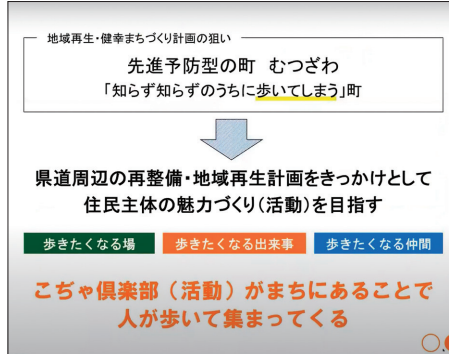 地域再生・健幸まちづくり計画の狙い
先進予防型の町　むつざわ
「知らず知らずのうちに歩いてしまう」町
県道周辺の再整備・地域再生計画をきっかけとして
住民主体の魅力づくり(活動)を目指す
歩きたくなる場　歩きたくなる出来事　歩きたくなる仲間
こぢゃ倶楽部（活動）がまちにあることで
人が歩いて集まってくる